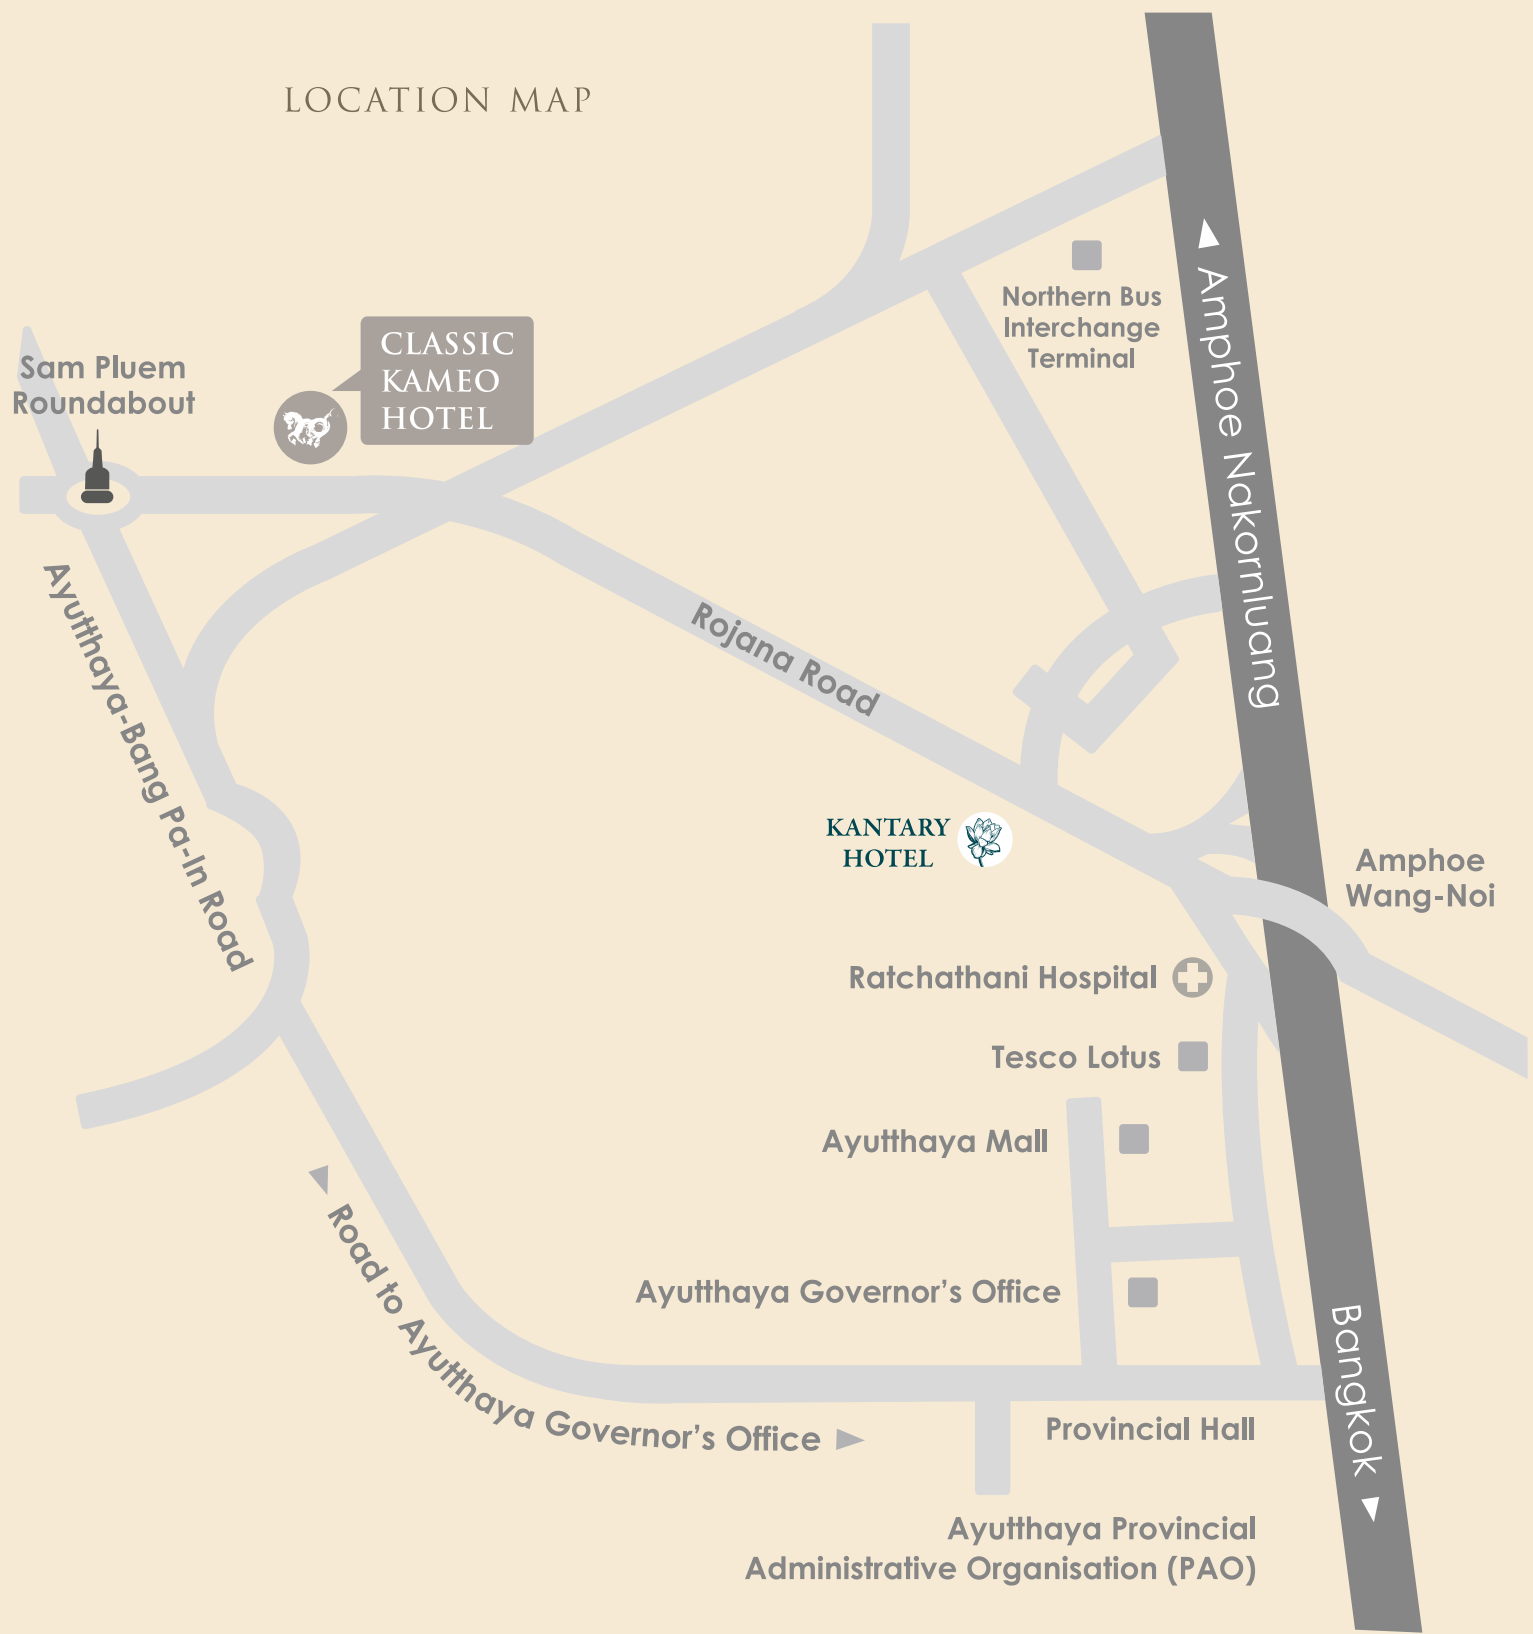 LOCATION MAP
Northern Bus
Interchange
Terminal
Amphoe Nakornluang
CLASSIC
KAMEO
HOTEL
Sam Pluem
Roundabout
Ayutthaya-Bang Pa-In Road
Rojana Road
KANTARY
HOTEL
Amphoe
Wang-Noi
Ratchathani Hospital
Tesco Lotus
Ayutthaya Mall
Road to Ayutthaya Governor's Office
Ayutthaya Governor's Office
Bangkok
Provincial Hall
Ayutthaya Provincial
Administrative Organisation (PAO)